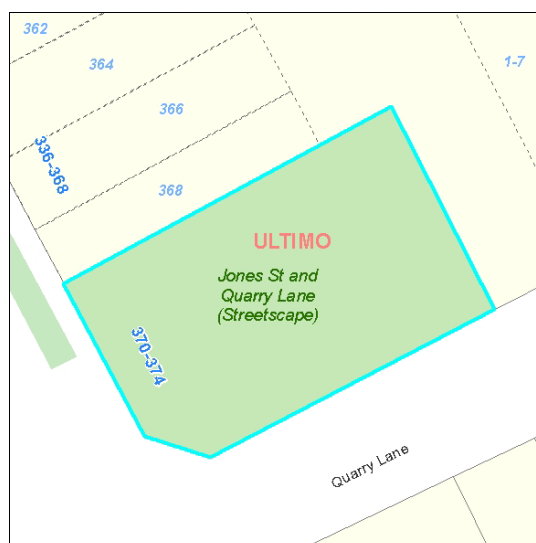 362
364
1-7
366
336-368
368
ULTIMO
Jones St and
Quarry Lane
(Streetscape)
370-374
Quarry Lane